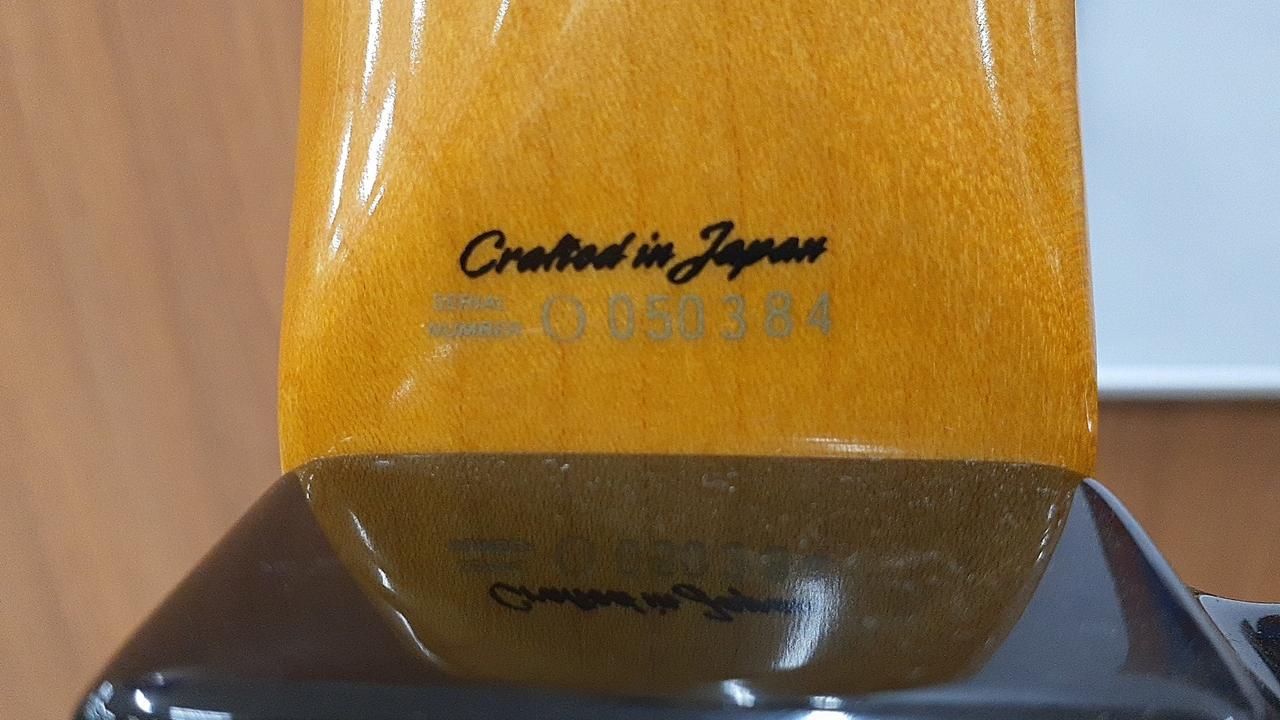 Crafted in Japan
SERIAL
NUMBER O 050384